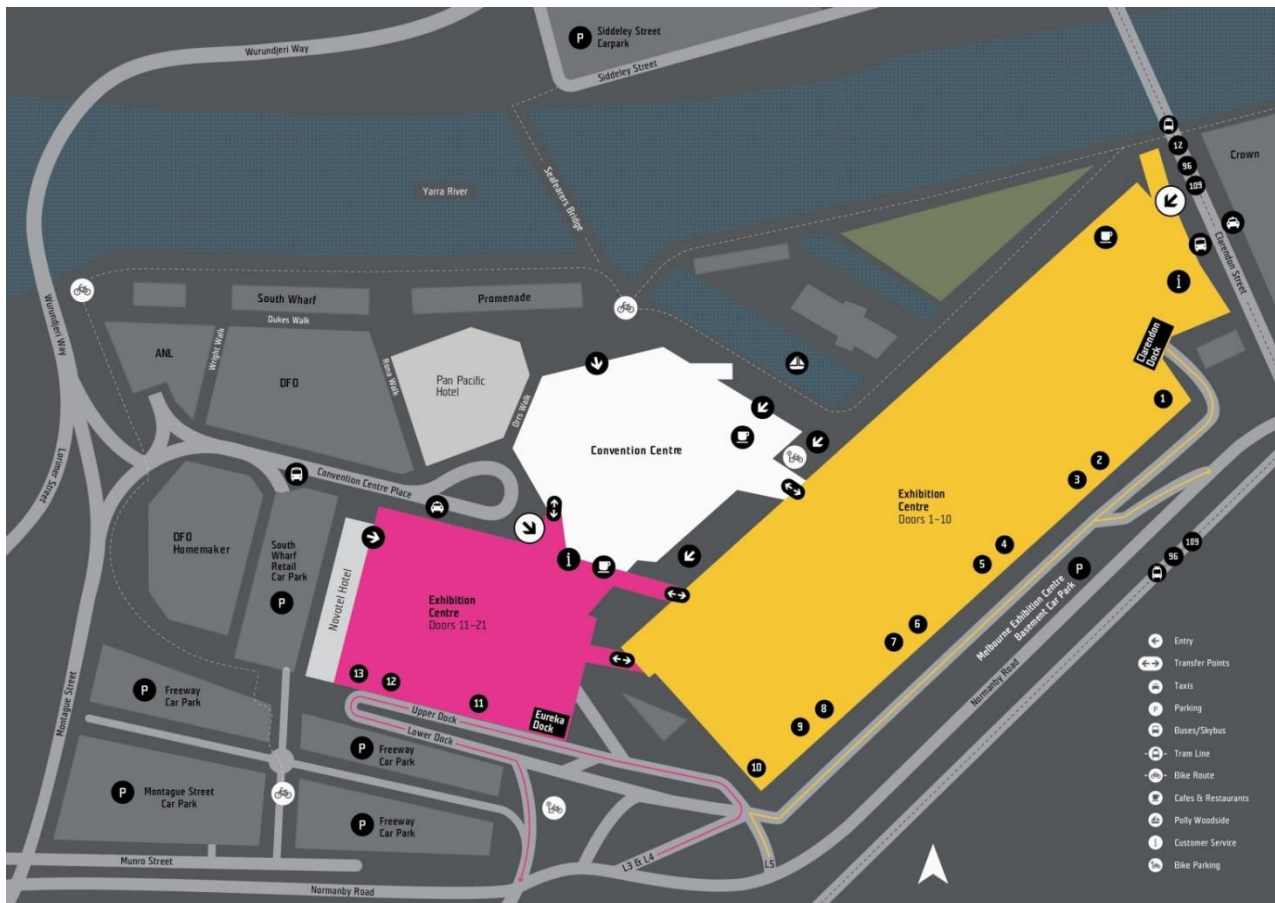 P
Siddeley Street
Carpark
Siddeley Street
Wurundjeri Way
Yarra River
Seafearers Bridge
12
96
109
Crown
Clarendon Street
i
Clarendon
Dock
1
2
3
4
5
6
7
8
9
10
Wurundjeri Way
South Wharf
Promenade
Dukes Walk
ANL
Wright Walk
DFO
Rona Walk
Pan Pacific
Hotel
Orrs Walk
Convention Centre
Exhibition
Centre
Doors 1–10
Lorimer Street
Convention Centre Place
DFO
Homemaker
South
Wharf
Retail
Car Park
P
Novotel Hotel
i
Exhibition
Centre
Doors 11–21
13
12
11
Eureka
Dock
Upper Dock
Lower Dock
Melbourne Exhibition Centre
Basement Car Park
P
Normanby Road
96
109
Montague Street
P
Freeway
Car Park
P
Freeway
Car Park
P
Montague Street
Car Park
P
Freeway
Car Park
Munro Street
Normanby Road
L3 & L4
L5
Entry
Transfer Points
Taxis
P
Parking
Buses/Skybus
Tram Line
Bike Route
Cafes & Restaurants
Polly Woodside
i
Customer Service
Bike Parking